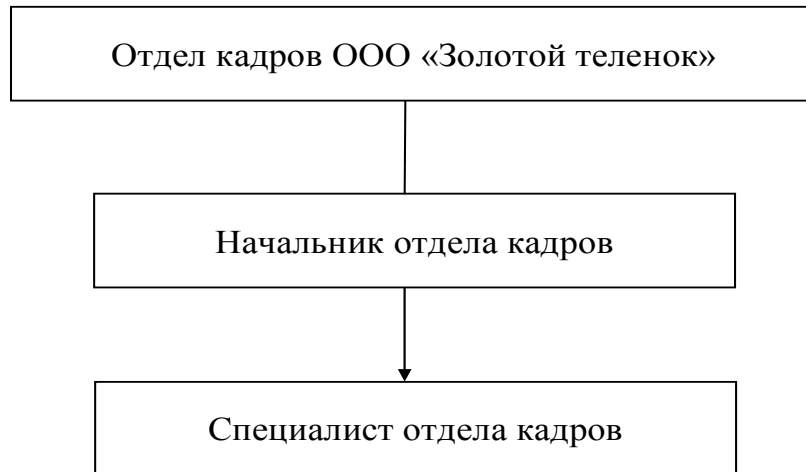 Отдел кадров ООО «Золотой теленок»
Начальник отдела кадров
Специалист отдела кадров